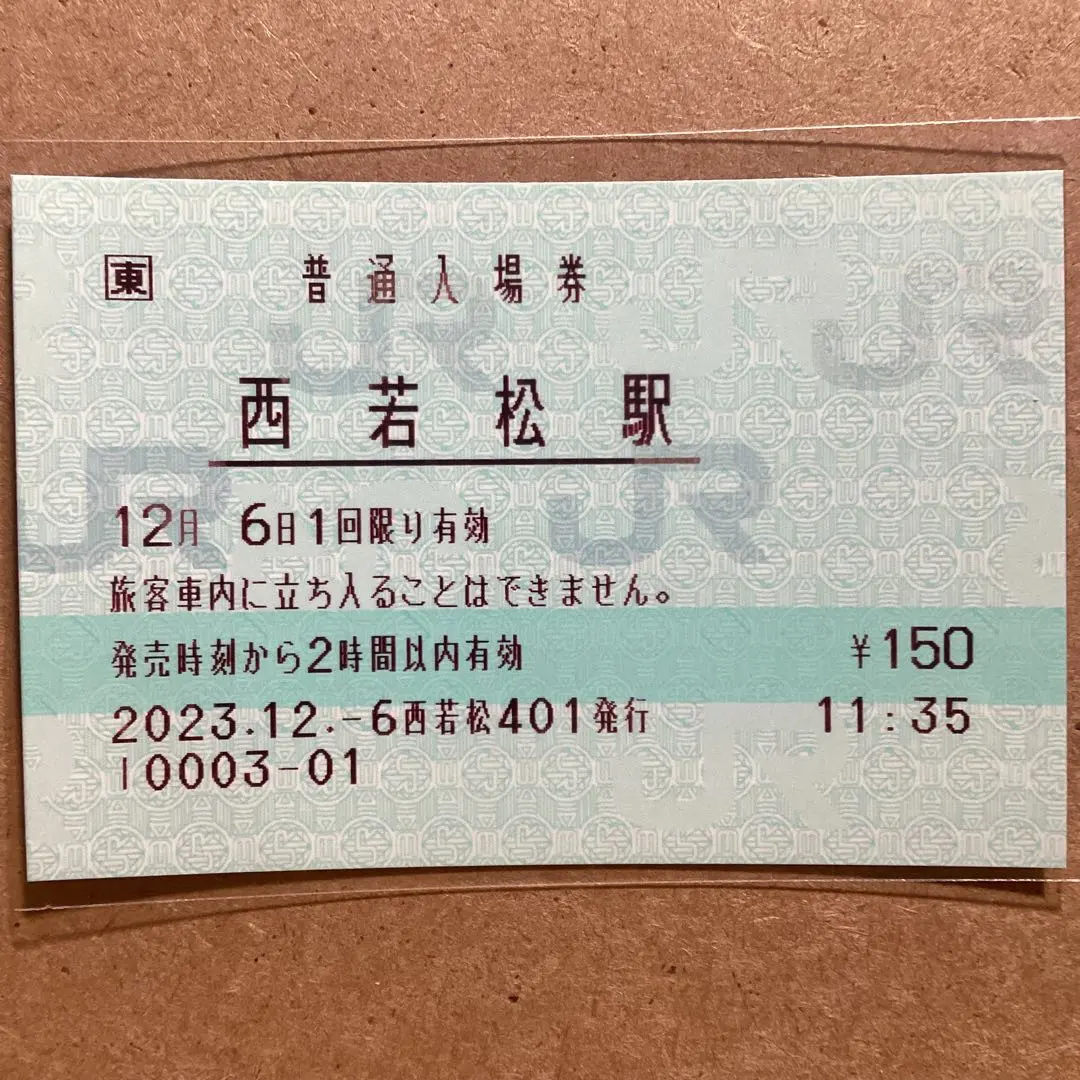 東 普通入場券
西若松駅
12月 6日1回限り有効
旅客車内に立ち入ることはできません。
発売時刻から2時間以内有効 ¥150
2023.12.-6西若松401発行 11:35
10003-01